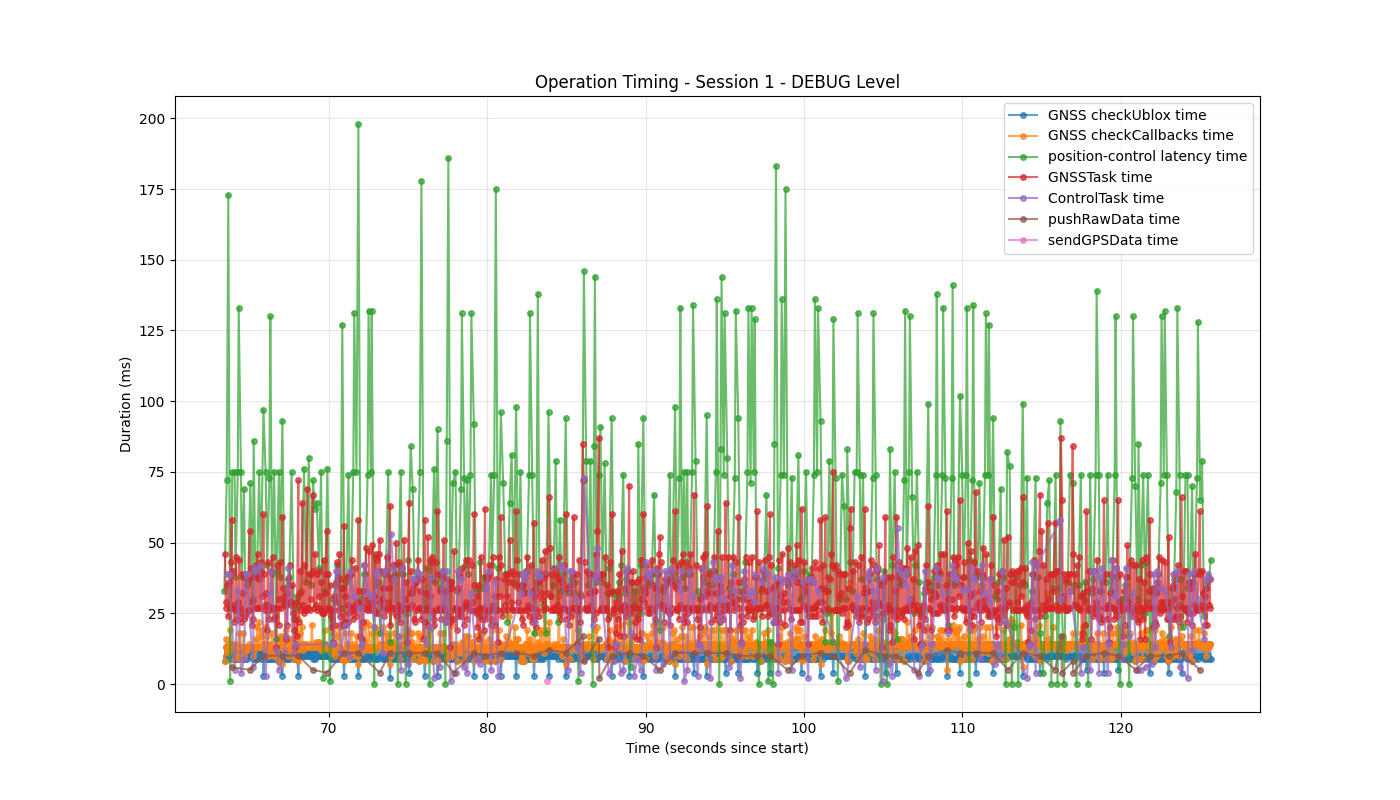 Operation Timing - Session 1 - DEBUG Level
GNSS checkUblox time
GNSS checkCallbacks time
position-control latency time
GNSSTask time
ControlTask time
pushRawData time
sendGPSData time
Duration (ms)
200
175
150
125
100
75
50
25
0
70
80
90
100
110
120
Time (seconds since start)